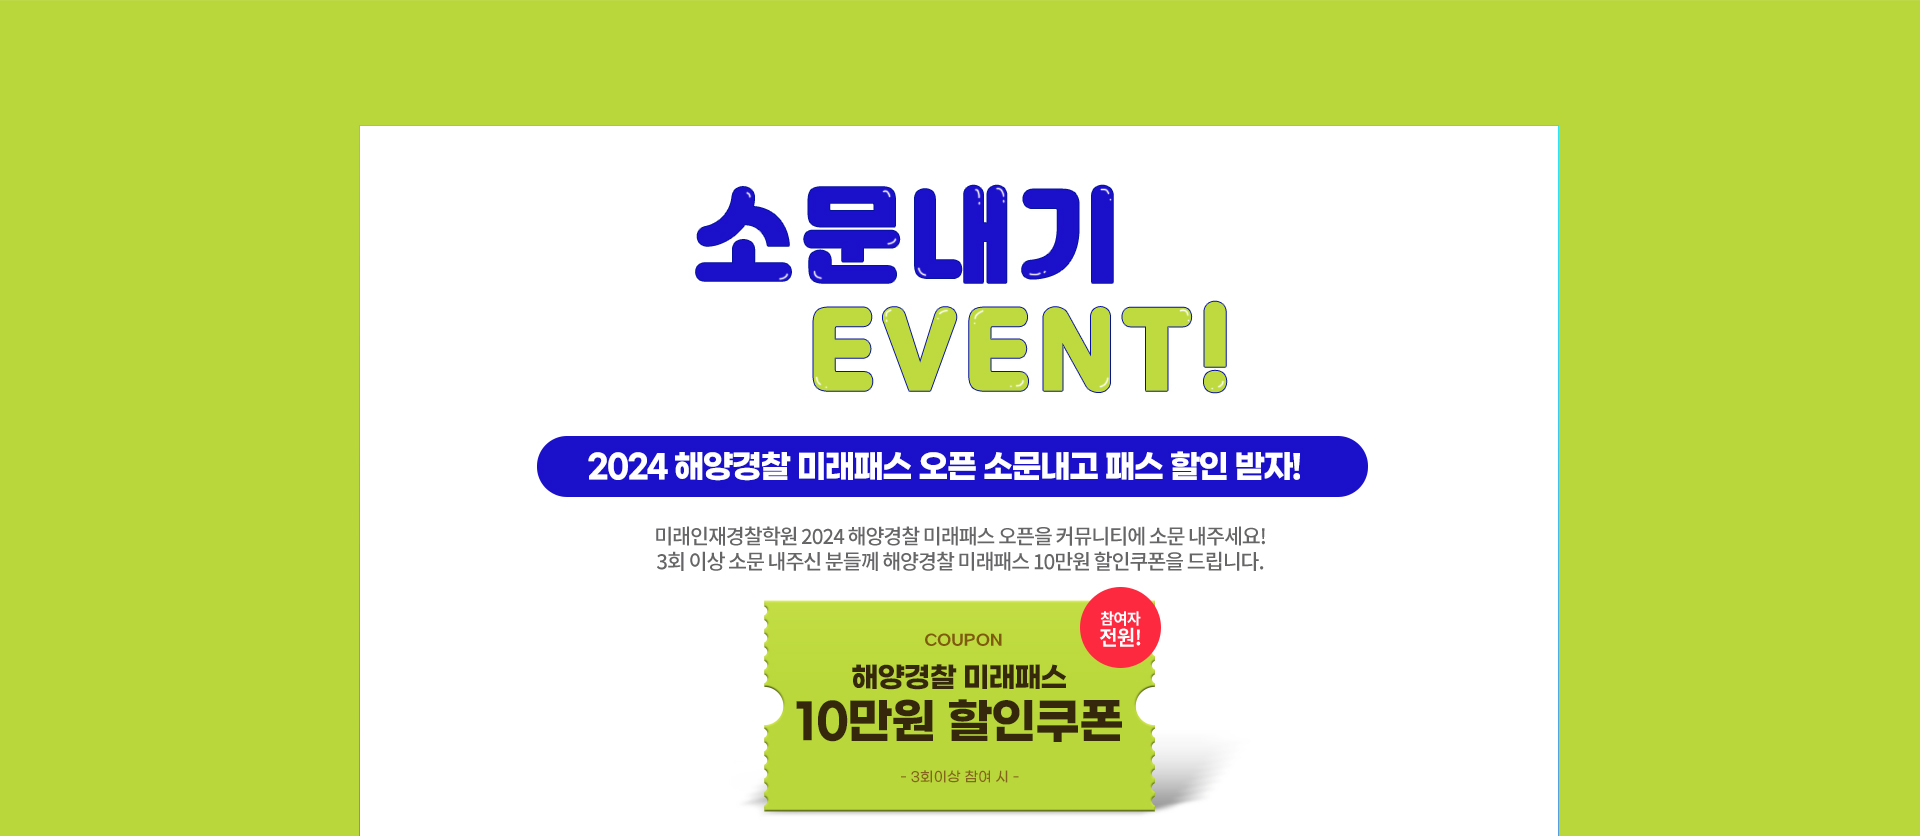 소문내기
EVENT!
2024 해양경찰 미래패스 오픈 소문내고 패스 할인 받자!
미래인재경찰학원 2024 해양경찰 미래패스 오픈을 커뮤니티에 소문 내주세요!
3회 이상 소문 내주신 분들께 해양경찰 미래패스 10만원 할인쿠폰을 드립니다.
참여자
전원!
COUPON
해양경찰 미래패스
10만원 할인쿠폰
- 3회이상 참여 시 -